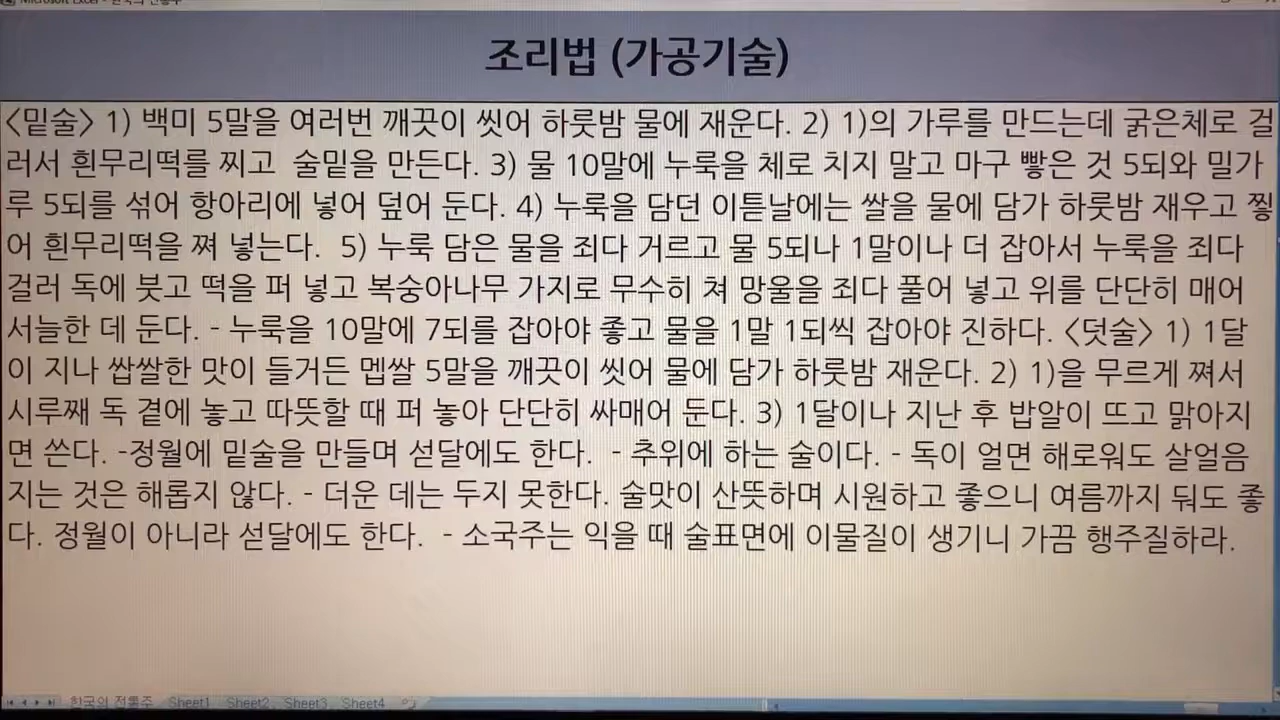 조리법 (가공기술)
<밑술> 1) 백미 5말을 여러번 깨끗이 씻어 하룻밤 물에 재운다. 2) 1)의 가루를 만드는데 굵은체로 걸
러서 흰무리떡를 찌고 술밑을 만든다. 3) 물 10말에 누룩을 체로 치지 말고 마구 빻은 것 5되와 밀가
루 5되를 섞어 항아리에 넣어 덮어 둔다. 4) 누룩을 담던 이튿날에는 쌀을 물에 담가 하룻밤 재우고 찧
어 흰무리떡을 쪄 넣는다. 5) 누룩 담은 물을 죄다 거르고 물 5되나 1말이나 더 잡아서 누룩을 죄다
걸러 독에 붓고 떡을 퍼 넣고 복숭아나무 가지로 무수히 쳐 망울을 죄다 풀어 넣고 위를 단단히 매어
서늘한 데 둔다. - 누룩을 10말에 7되를 잡아야 좋고 물을 1말 1되씩 잡아야 진하다. <덧술> 1) 1달
이 지나 쌉쌀한 맛이 들거든 멥쌀 5말을 깨끗이 씻어 물에 담가 하룻밤 재운다. 2) 1)을 무르게 쪄서
시루째 독 곁에 놓고 따뜻할 때 퍼 놓아 단단히 싸매어 둔다. 3) 1달이나 지난 후 밥알이 뜨고 맑아지
면 쓴다. -정월에 밑술을 만들며 섣달에도 한다. - 추위에 하는 술이다. - 독이 얼면 해로워도 살얼음
지는 것은 해롭지 않다. - 더운 데는 두지 못한다. 술맛이 산뜻하며 시원하고 좋으니 여름까지 둬도 좋
다. 정월이 아니라 섣달에도 한다. - 소국주는 익을 때 술표면에 이물질이 생기니 가끔 행주질하라.
한국의 전통주 Sheet1 Sheet2 Sheet3 Sheet4